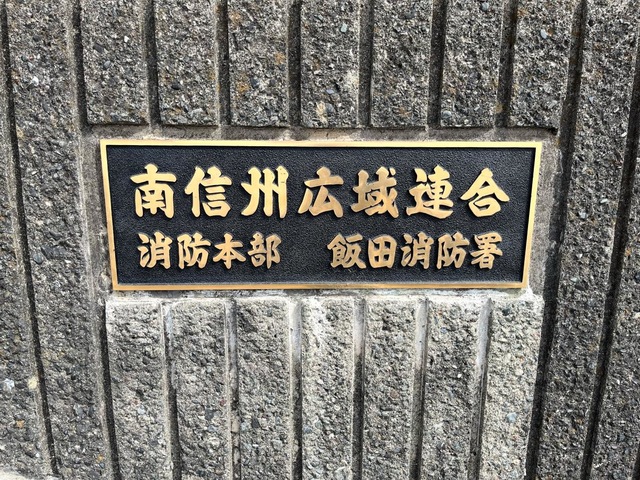 南信州広域連合
消防本部 飯田消防署